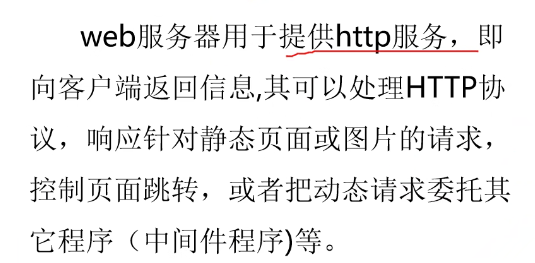 web服务器用于提供http服务，即
向客户端返回信息,其可以处理HTTP协
议，响应针对静态页面或图片的请求，
控制页面跳转，或者把动态请求委托其
它程序（中间件程序)等。